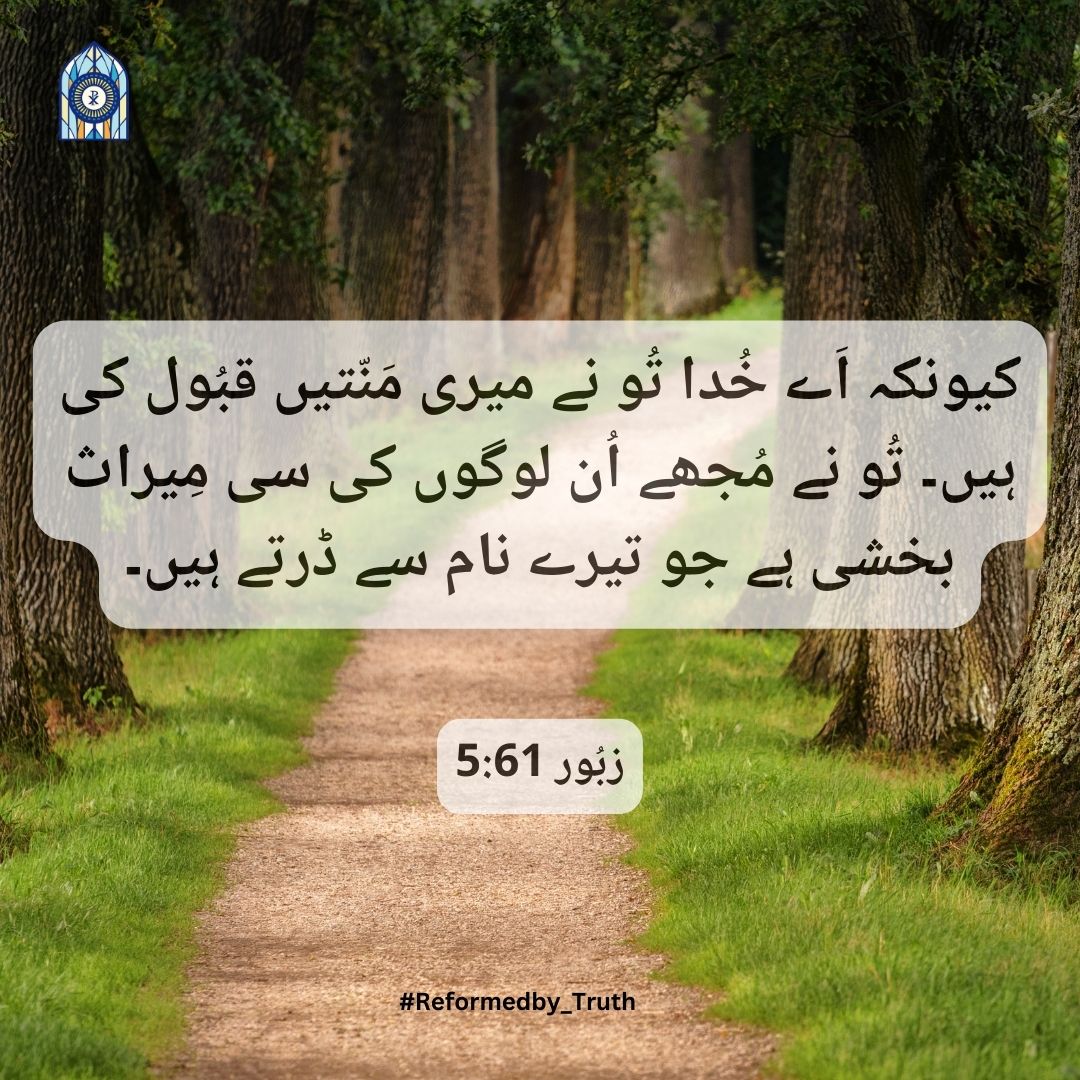 کیونکہ اَے خُدا تُو نے میری مَنّتیں قبُول کی
ہیں۔ تُو نے مُجھے اُن لوگوں کی سی مِیراث
بخشی ہے جو تیرے نام سے ڈرتے ہیں۔
زبُور 5:61
#Reformedby_Truth